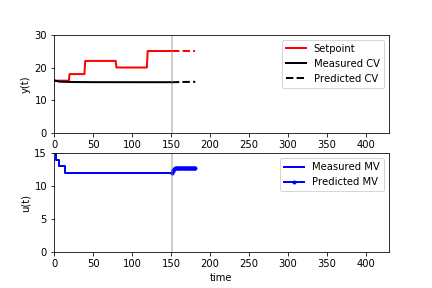 30
20
10
0
y(t)
Setpoint
Measured CV
Predicted CV
0 50 100 150 200 250 300 350 400
15
10
5
0
u(t)
Measured MV
Predicted MV
0 50 100 150 200 250 300 350 400
time